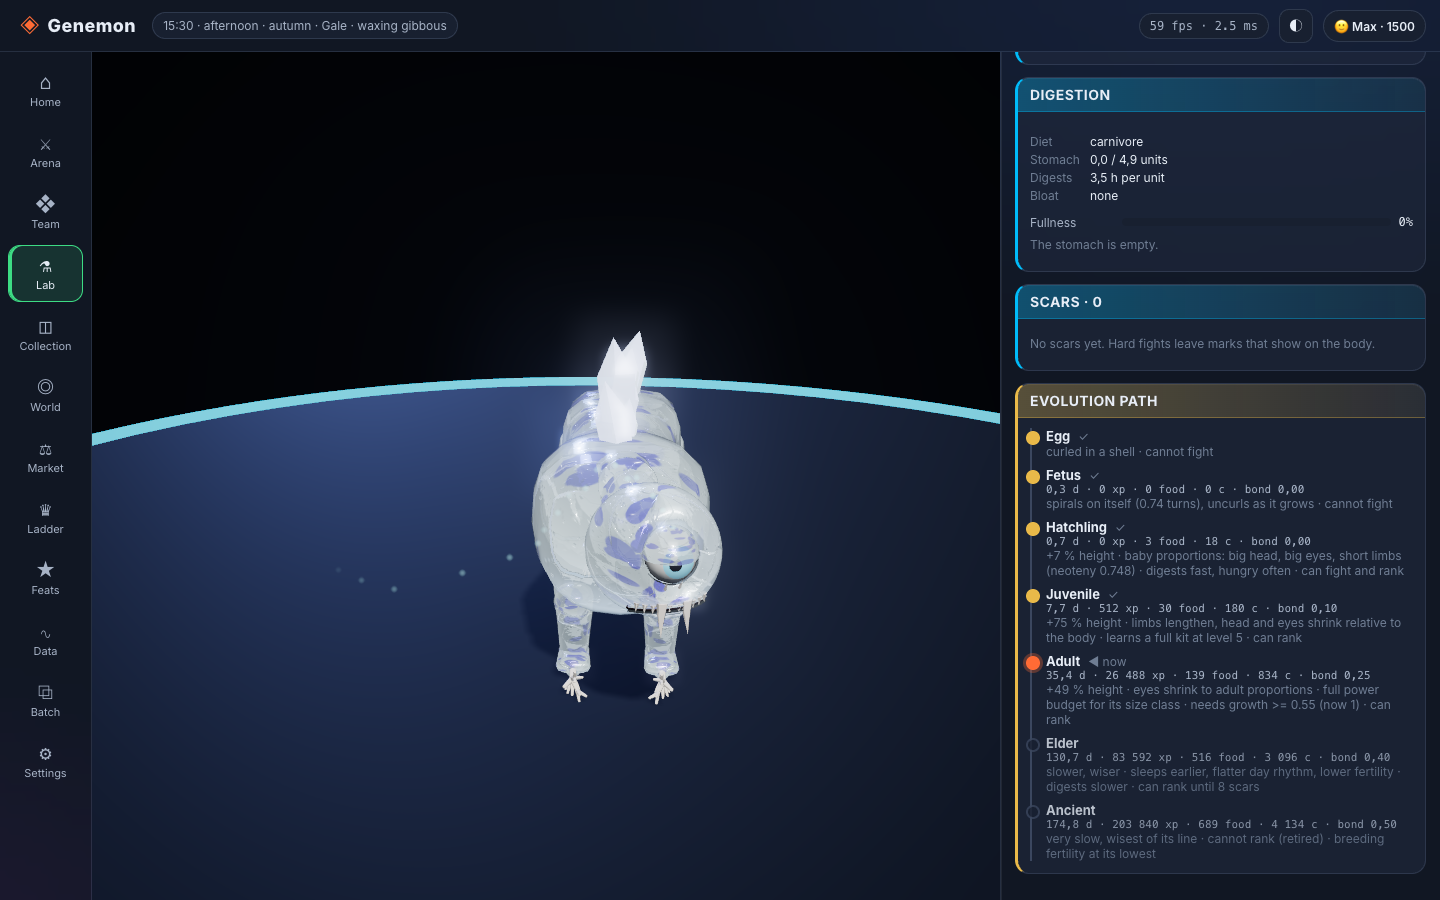 Genemon
15:30 · afternoon · autumn · Gale · waxing gibbous
59 fps · 2.5 ms
Max · 1500
Home
Arena
Team
Lab
Collection
World
Market
Ladder
Feats
Data
Batch
Settings
DIGESTION
Diet carnivore
Stomach 0,0 / 4,9 units
Digests 3,5 h per unit
Bloat none
Fullness 0%
The stomach is empty.
SCARS · 0
No scars yet. Hard fights leave marks that show on the body.
EVOLUTION PATH
Egg ✓
curled in a shell · cannot fight
Fetus ✓
0,3 d · 0 xp · 0 food · 0 c · bond 0,00
spirals on itself (0.74 turns), uncurls as it grows · cannot fight
Hatchling ✓
0,7 d · 0 xp · 3 food · 18 c · bond 0,00
+7 % height · baby proportions: big head, big eyes, short limbs
(neoteny 0.748) · digests fast, hungry often · can fight and rank
Juvenile ✓
7,7 d · 512 xp · 30 food · 180 c · bond 0,10
+75 % height · limbs lengthen, head and eyes shrink relative to
the body · learns a full kit at level 5 · can rank
Adult ◀ now
35,4 d · 26 488 xp · 139 food · 834 c · bond 0,25
+49 % height · eyes shrink to adult proportions · full power
budget for its size class · needs growth >= 0.55 (now 1) · can
rank
Elder
130,7 d · 83 592 xp · 516 food · 3 096 c · bond 0,40
slower, wiser · sleeps earlier, flatter day rhythm, lower fertility ·
digests slower · can rank until 8 scars
Ancient
174,8 d · 203 840 xp · 689 food · 4 134 c · bond 0,50
very slow, wisest of its line · cannot rank (retired) · breeding
fertility at its lowest